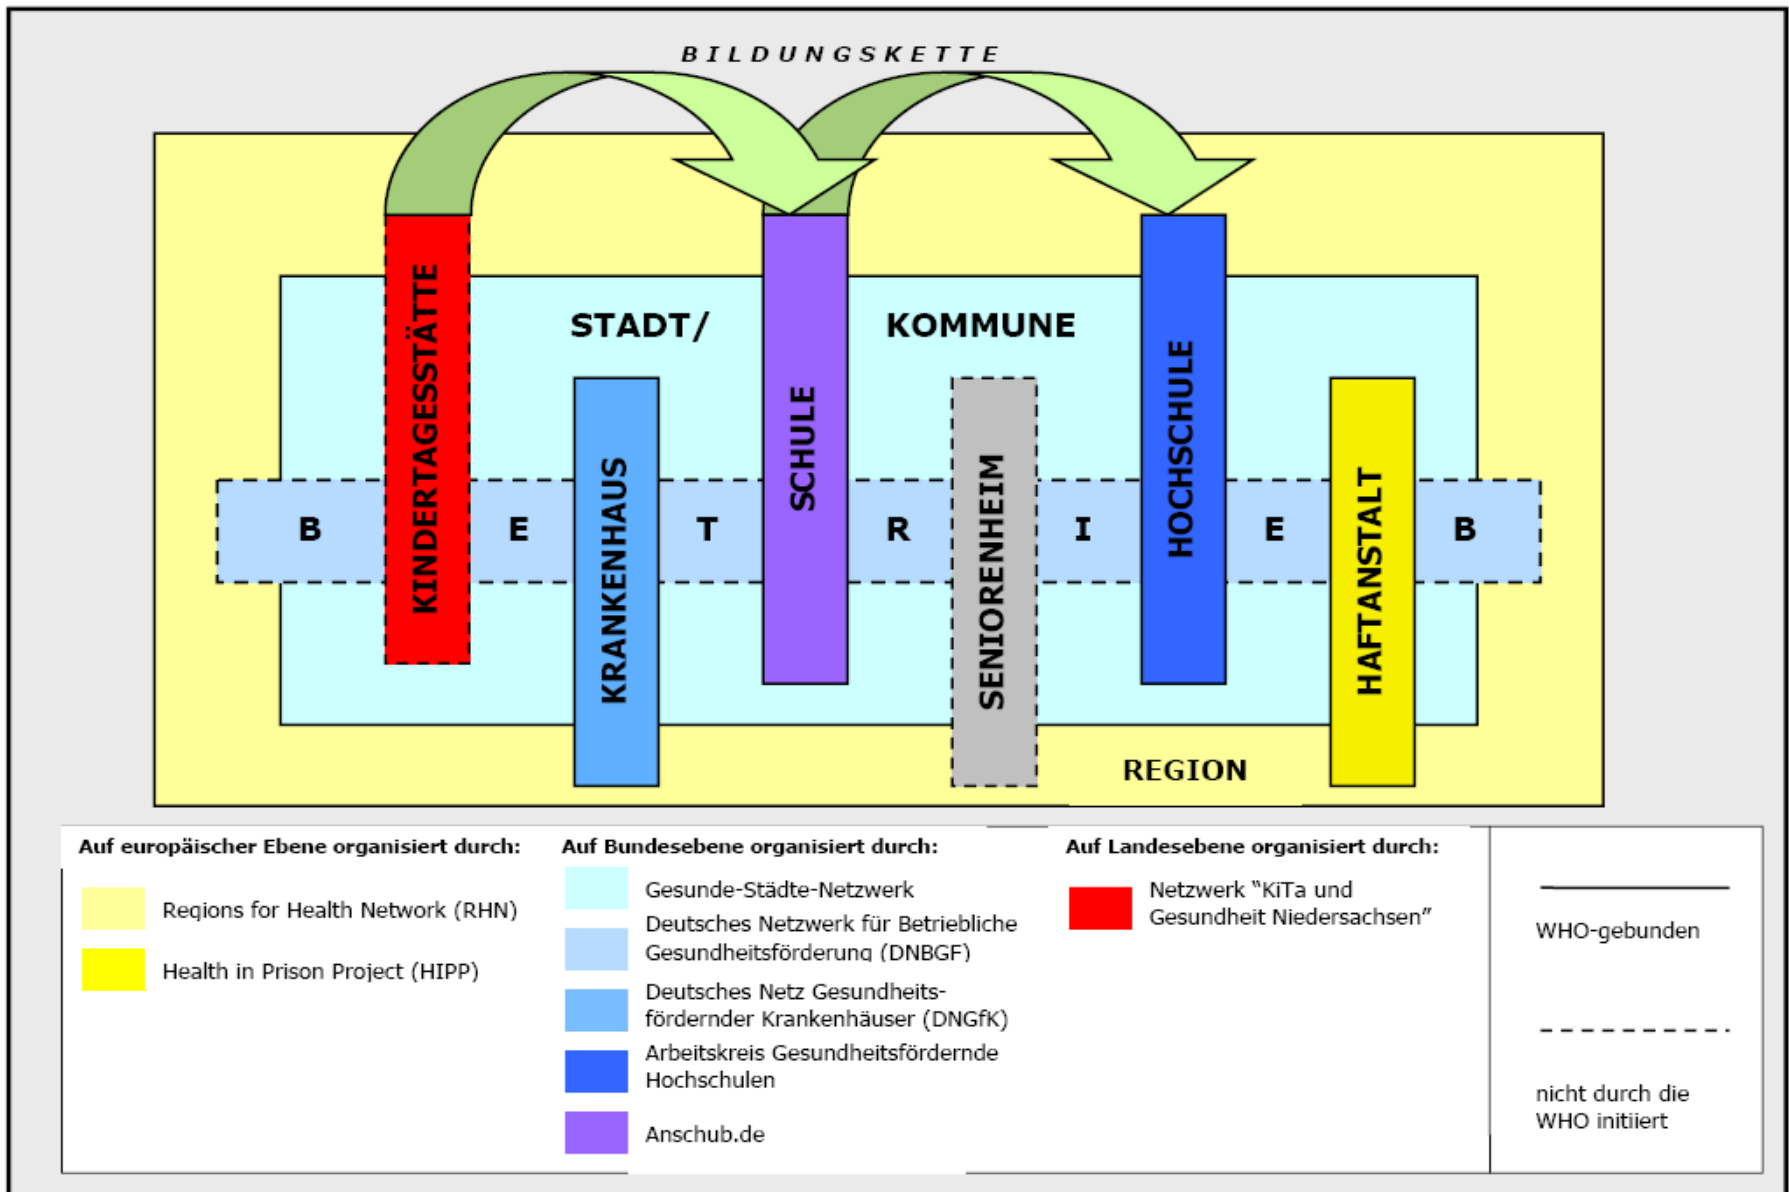 BILDUNGSKETTE
STADT/ KOMMUNE
KINDERTAGESSTÄTTE
KRANKENHAUS
SCHULE
SENIORENHEIM
HOCHSCHULE
HAFTANSTALT
B E T R I E B
REGION
Auf europäischer Ebene organisiert durch:
Regions for Health Network (RHN)
Health in Prison Project (HIPP)
Auf Bundesebene organisiert durch:
Gesunde-Städte-Netzwerk
Deutsches Netzwerk für Betriebliche
Gesundheitsförderung (DNBGF)
Deutsches Netz Gesundheits-
fördernder Krankenhäuser (DNGfK)
Arbeitskreis Gesundheitsfördernde
Hochschulen
Anschub.de
Auf Landesebene organisiert durch:
Netzwerk “KiTa und
Gesundheit Niedersachsen”
WHO-gebunden
nicht durch die
WHO initiiert